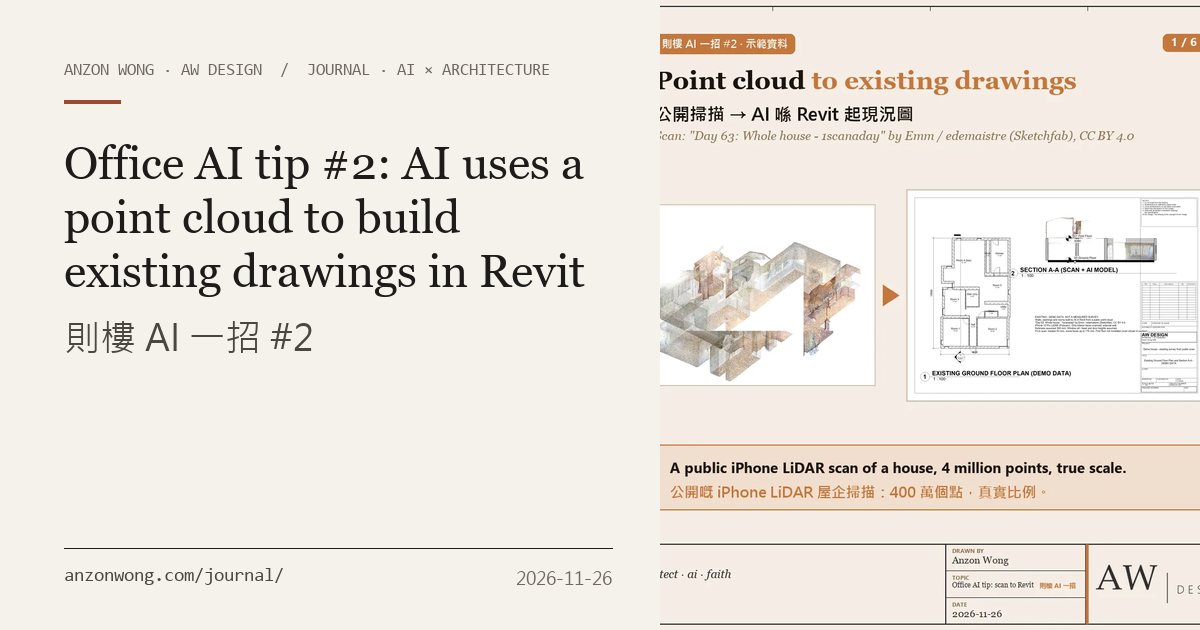 ANZON WONG · AW DESIGN / JOURNAL · AI × ARCHITECTURE
Office AI tip #2: AI uses a
point cloud to build
existing drawings in Revit
則樓 AI 一招 #2
anzonwong.com/journal/
2026-11-26
則樓 AI 一招 #2 · 示範資料
1 / 6
Point cloud to existing drawings
公開掃描 → AI 喺 Revit 起現況圖
Scan: "Day 63: Whole house - 1scanaday" by Emm / edemaistre (Sketchfab), CC BY 4.0
SECTION A-A (SCAN + AI MODEL)
1 : 100
2
AW DESIGN
1
EXISTING GROUND FLOOR PLAN (DEMO DATA)
1 : 100
A public iPhone LiDAR scan of a house, 4 million points, true scale.
公開嘅 iPhone LiDAR 屋企掃描：400 萬個點，真實比例。
tect · ai · faith
DRAWN BY
Anzon Wong
TOPIC
Office AI tip: scan to Revit 則樓 AI 一招
DATE
2026-11-26
AW
DES